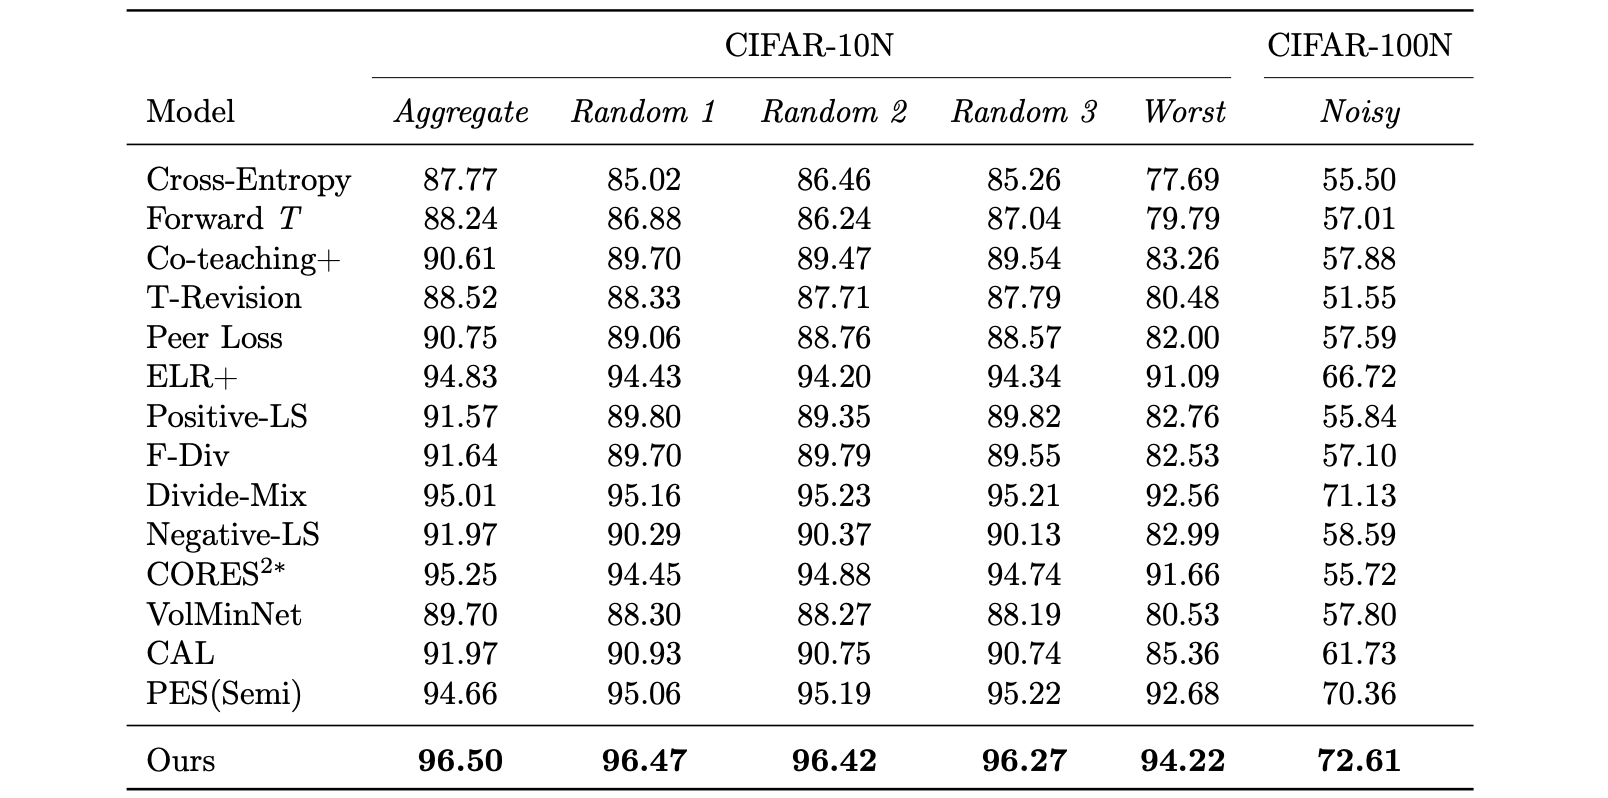 CIFAR-10N CIFAR-100N
Model Aggregate Random 1 Random 2 Random 3 Worst Noisy
Cross-Entropy 87.77 85.02 86.46 85.26 77.69 55.50
Forward T 88.24 86.88 86.24 87.04 79.79 57.01
Co-teaching+ 90.61 89.70 89.47 89.54 83.26 57.88
T-Revision 88.52 88.33 87.71 87.79 80.48 51.55
Peer Loss 90.75 89.06 88.76 88.57 82.00 57.59
ELR+ 94.83 94.43 94.20 94.34 91.09 66.72
Positive-LS 91.57 89.80 89.35 89.82 82.76 55.84
F-Div 91.64 89.70 89.79 89.55 82.53 57.10
Divide-Mix 95.01 95.16 95.23 95.21 92.56 71.13
Negative-LS 91.97 90.29 90.37 90.13 82.99 58.59
CORES²* 95.25 94.45 94.88 94.74 91.66 55.72
VolMinNet 89.70 88.30 88.27 88.19 80.53 57.80
CAL 91.97 90.93 90.75 90.74 85.36 61.73
PES(Semi) 94.66 95.06 95.19 95.22 92.68 70.36
Ours 96.50 96.47 96.42 96.27 94.22 72.61